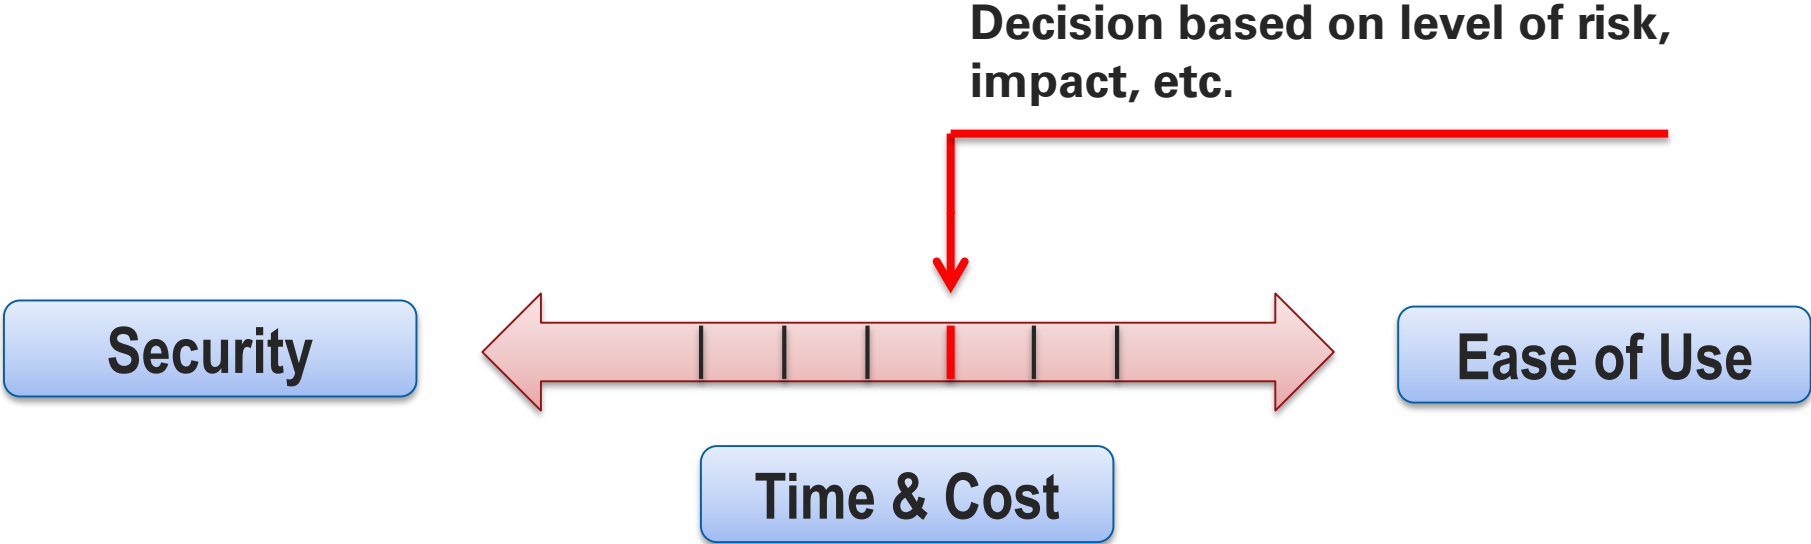 Decision based on level of risk,
impact, etc.
Security
Ease of Use
Time & Cost